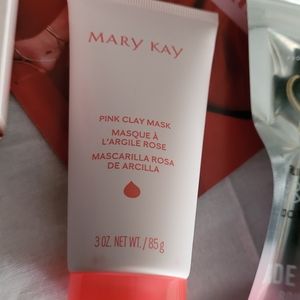 MARY KAY
PINK CLAY MASK
MASQUE À
L'ARGILE ROSE
MASCARILLA ROSA
DE ARCILLA
3 OZ. NET WT. / 85 g